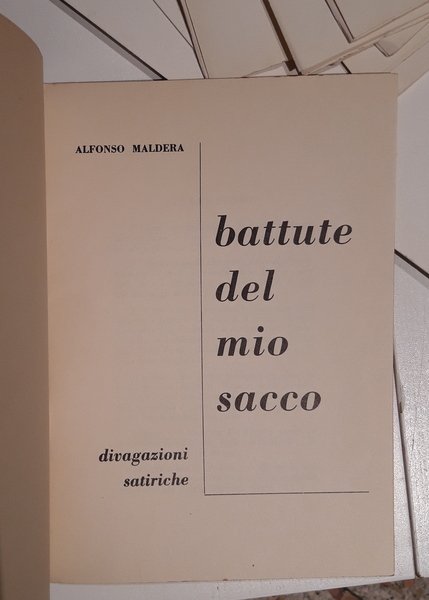 ALFONSO MALDERA
battute
del
mio
sacco
divagazioni
satiriche